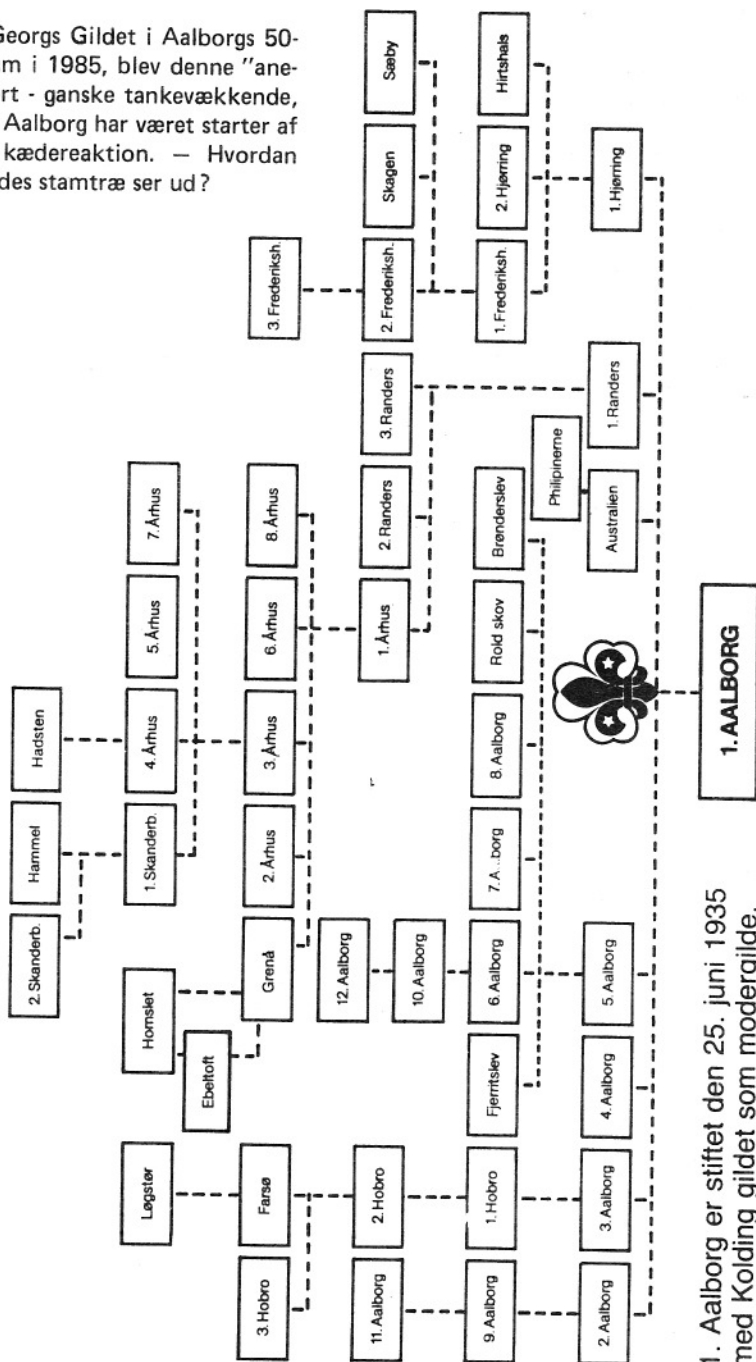 Georgs Gildet i Aalborgs 50-
m i 1985, blev denne "ane-
rt - ganske tankevækkende,
Aalborg har været starter af
kædereaktion. — Hvordan
des stamtræ ser ud?
2. Skanderb.
Hammel
Hadsten
Løgstør
Hornslet
Ebeltoft
1. Skanderb.
4. Århus
5. Århus
7. Århus
3. Hobro
Farsø
Grenå
2. Århus
3. Århus
6. Århus
8. Århus
3. Frederiksh.
11. Aalborg
2. Hobro
12. Aalborg
10. Aalborg
1. Århus
2. Randers
3. Randers
2. Frederiksh.
Skagen
Sæby
9. Aalborg
1. Hobro
Fjerritslev
6. Aalborg
7. A borg
8. Aalborg
Rold skov
Brønderslev
Philipinerne
1. Frederiksh.
2. Hjørring
Hirtshals
2. Aalborg
3. Aalborg
4. Aalborg
5. Aalborg
Australien
1. Randers
1. Hjørring
1. AALBORG
1. Aalborg er stiftet den 25. juni 1935
med Kolding gildet som modergilde.